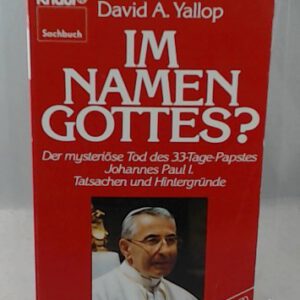 Knaur®
Sachbuch
David A. Yallop
IM
NAMEN
GOTTES?
Der mysteriöse Tod des 33-Tage-Papstes
Johannes Paul I.
Tatsachen und Hintergründe